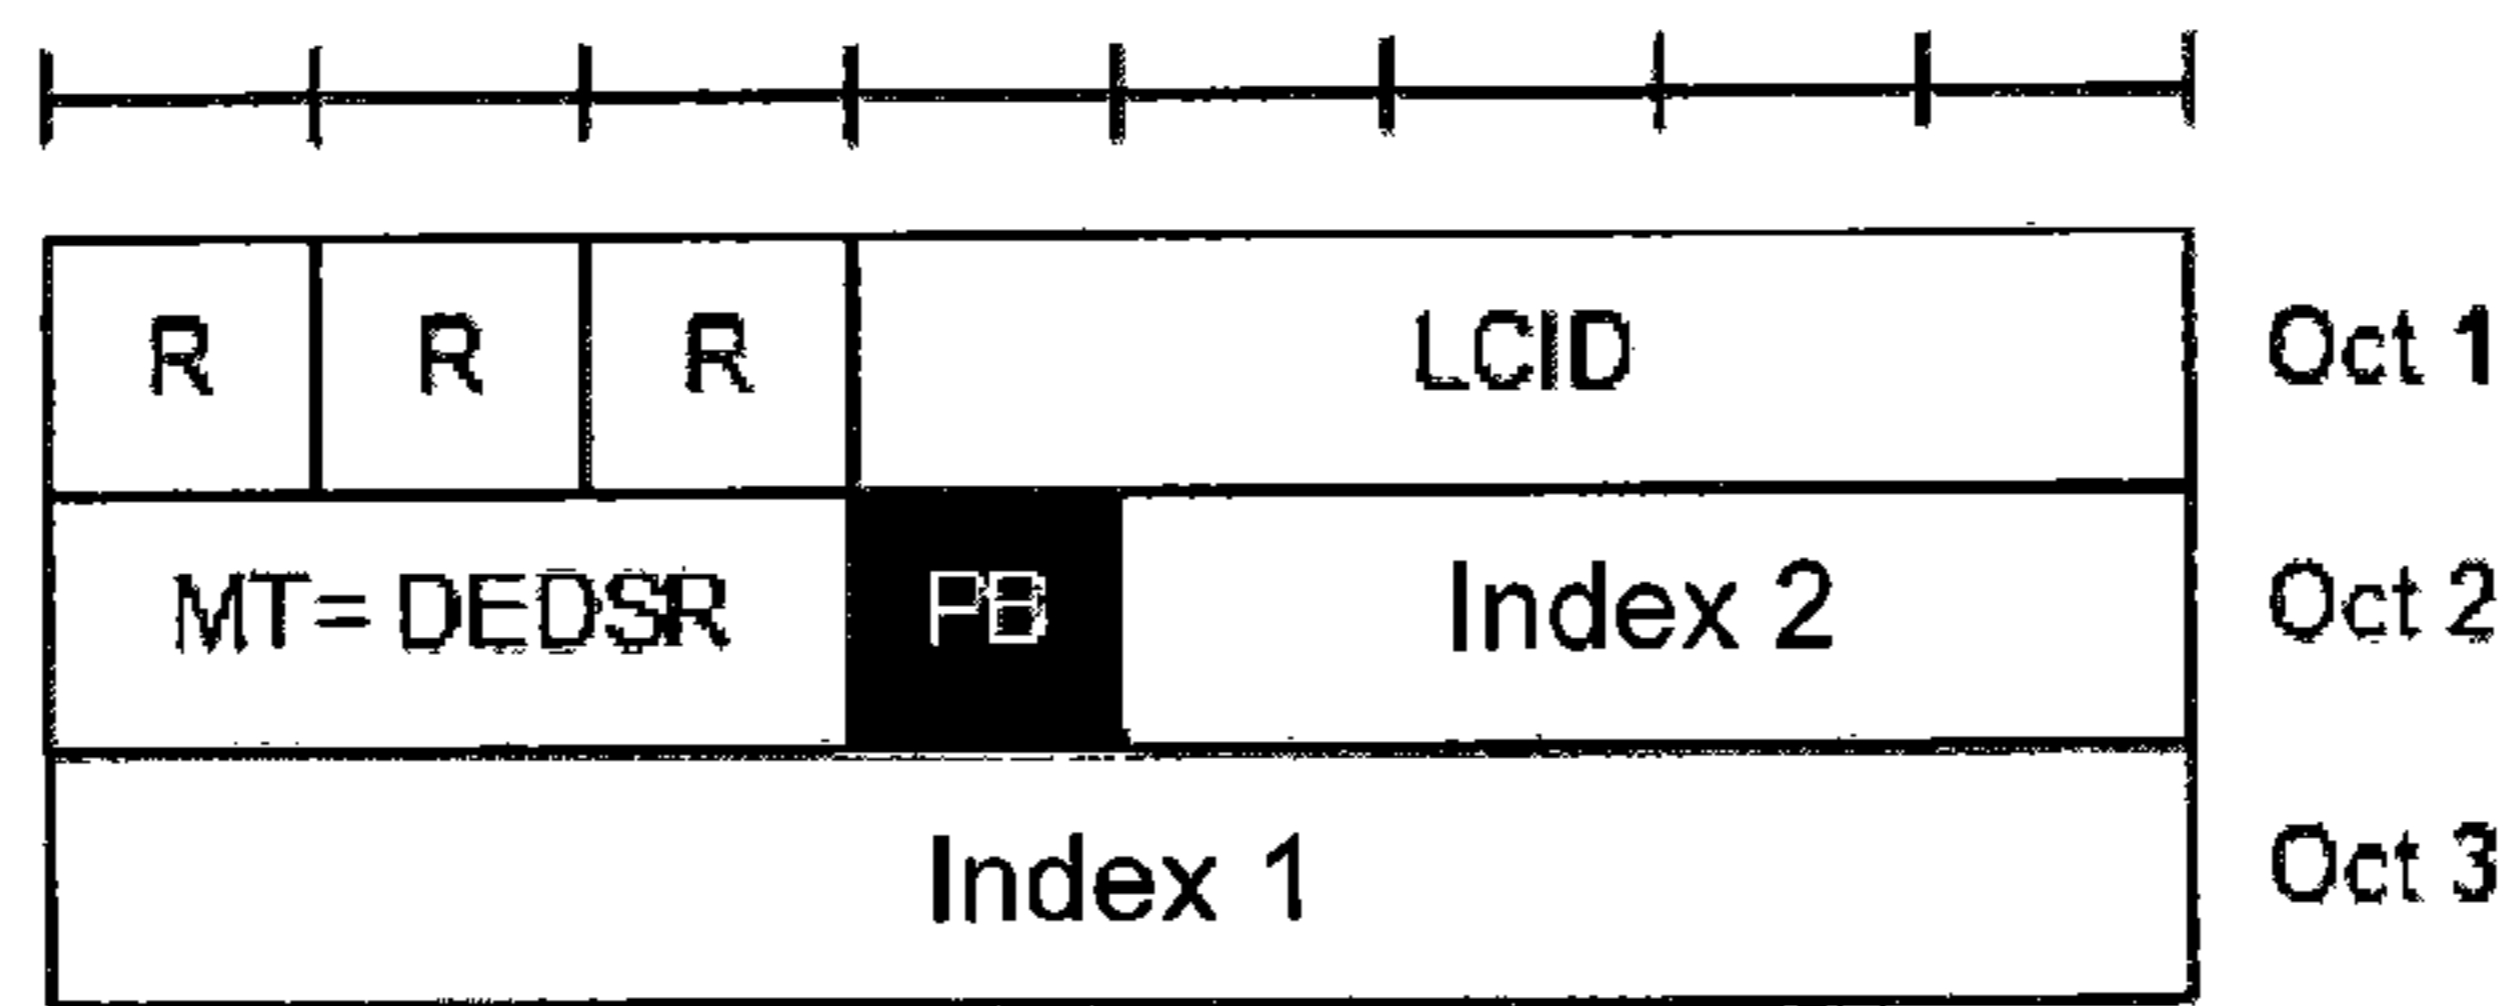 R R R LCID Oct 1
MT= DEDSR PB Index 2 Oct 2
Index 1 Oct 3